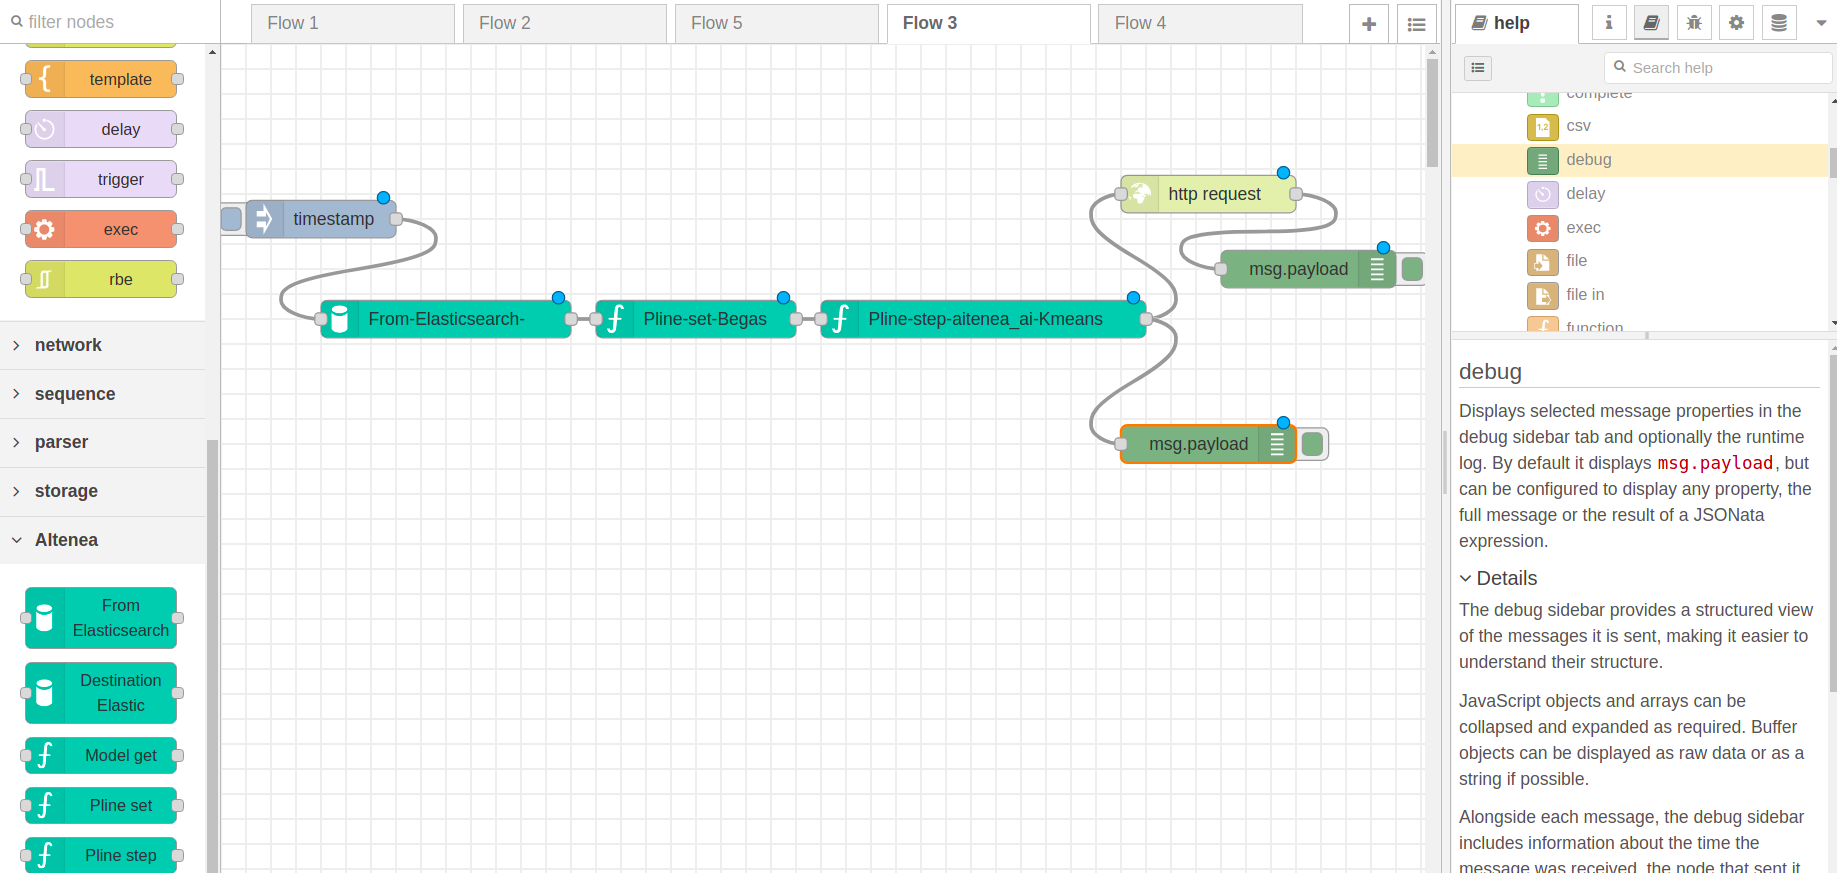 filter nodes
Flow 1
Flow 2
Flow 5
Flow 3
Flow 4
help
i
Search help
template
delay
trigger
exec
rbe
network
sequence
parser
storage
AItenea
From
Elasticsearch
Destination
Elastic
Model get
Pline set
Pline step
timestamp
From-Elasticsearch-
Pline-set-Begas
Pline-step-aitenea_ai-Kmeans
http request
msg.payload
msg.payload
complete
1,2
csv
debug
delay
exec
file
file in
function
debug
Displays selected message properties in the
debug sidebar tab and optionally the runtime
log. By default it displays msg.payload, but
can be configured to display any property, the
full message or the result of a JSONata
expression.
Details
The debug sidebar provides a structured view
of the messages it is sent, making it easier to
understand their structure.
JavaScript objects and arrays can be
collapsed and expanded as required. Buffer
objects can be displayed as raw data or as a
string if possible.
Alongside each message, the debug sidebar
includes information about the time the
message was received, the node that sent it